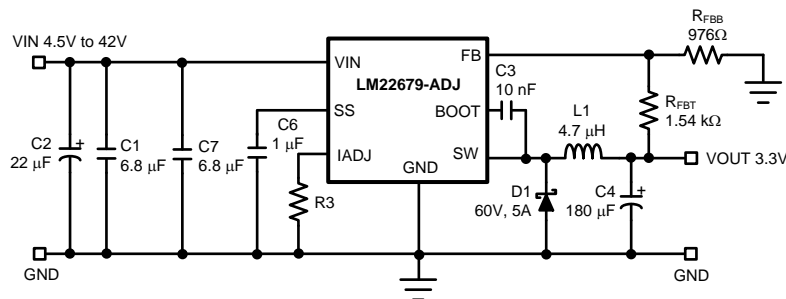 R_FBB
976Ω
VIN 4.5V to 42V
VIN
FB
LM22679-ADJ
C3
10 nF
R_FBT
1.54 kΩ
C2
22 μF
+
C1
6.8 μF
C7
6.8 μF
C6
1 μF
SS
BOOT
L1
4.7 μH
IADJ
SW
VOUT 3.3V
GND
R3
D1
60V, 5A
C4
180 μF
+
GND
GND